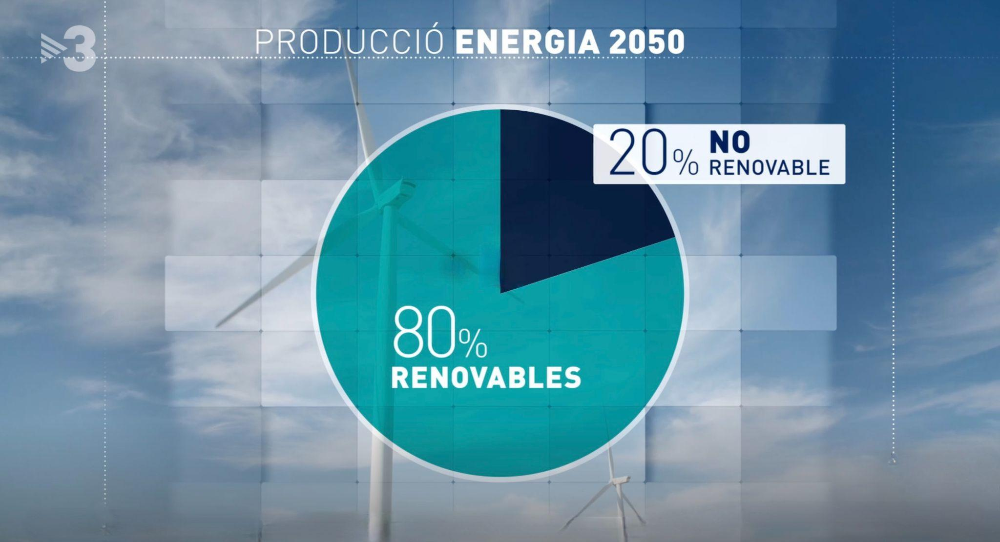 3
PRODUCCIÓ ENERGIA 2050
20% NO
RENOVABLE
80%
RENOVABLES